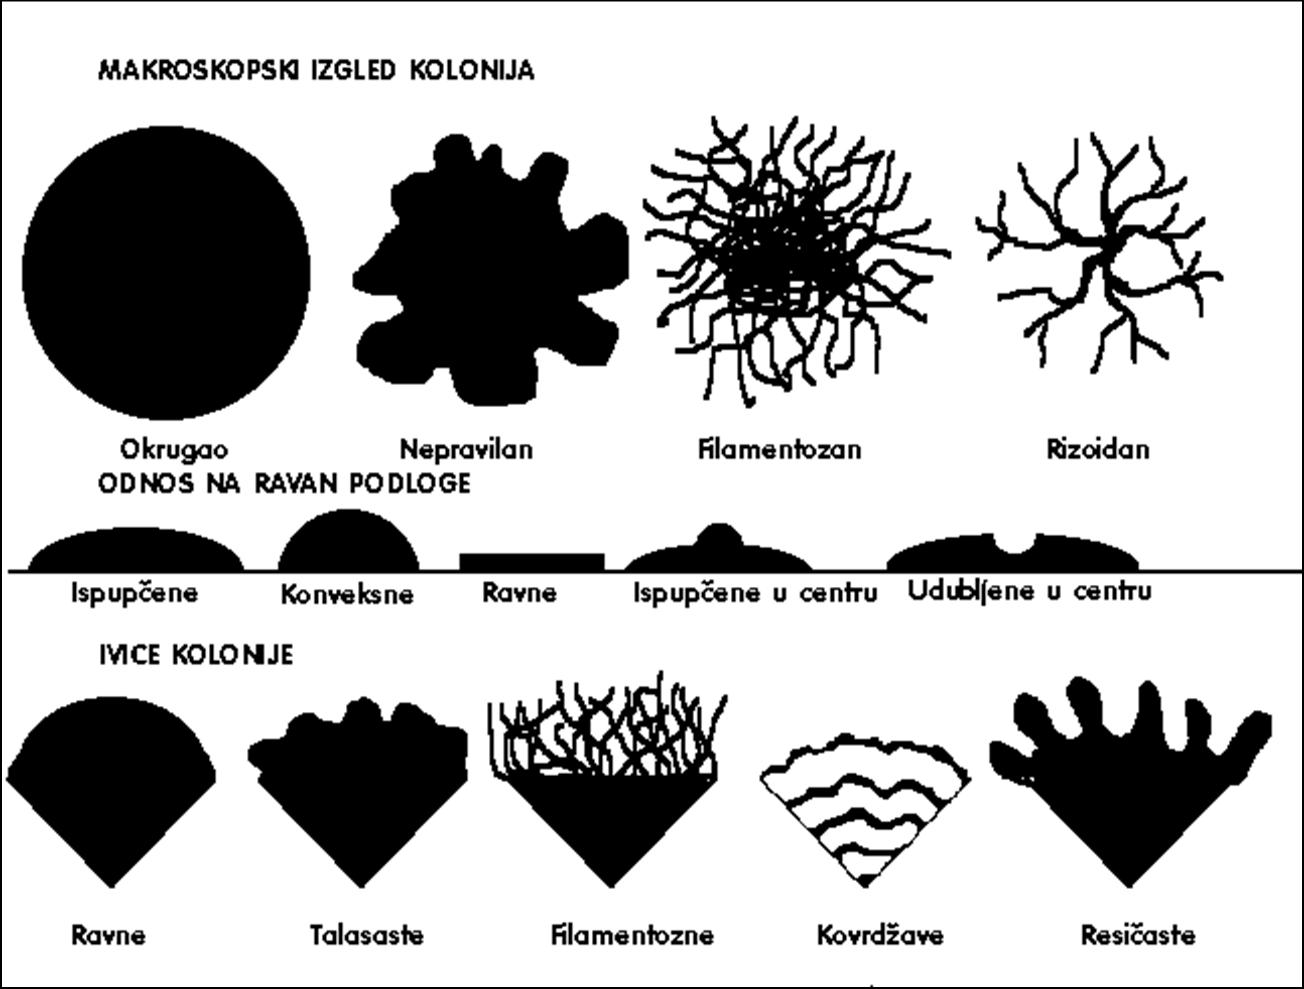 MAKROSKOPSKI IZGLED KOLONIJA
Okrugao Nepravilan Filamentozan Rizoidan
ODNOS NA RAVAN PODLOGE
Ispupčene Konveksne Ravne Ispupčene u centru Udubljene u centru
IVICE KOLONIJE
Ravne Talasaste Filamentozne Kovrdžave Resičaste